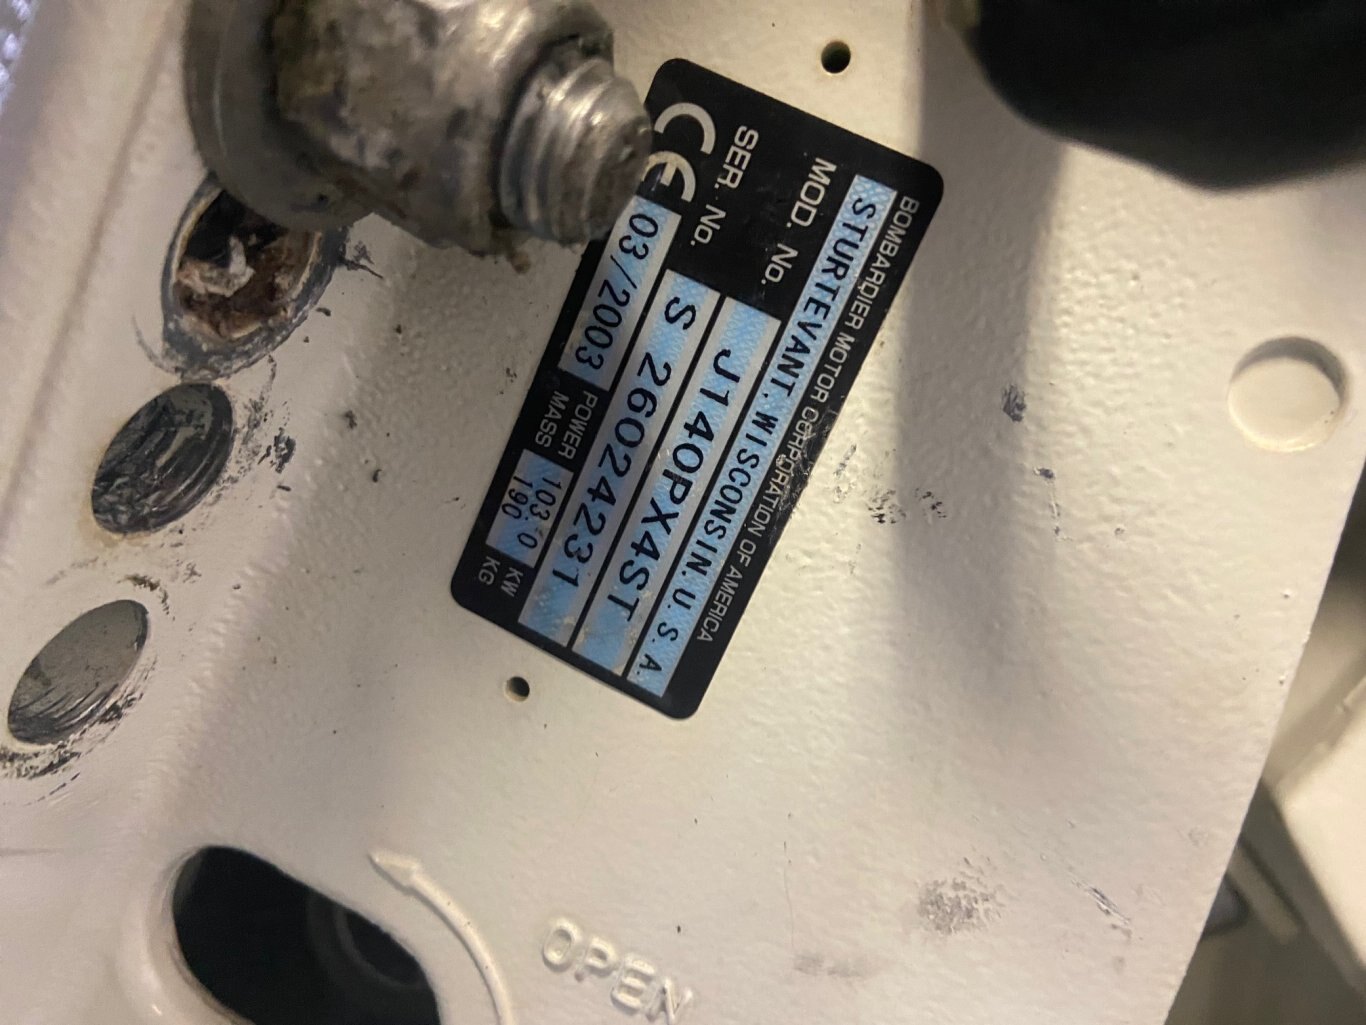 BOMBARDIER MOTOR CORPORATION OF AMERICA
STURTEVANT. WISCONSIN. U. S. A.
MOD. No. J140PX4ST
SER. No. S 26024231
CE 03/2003 POWER 103.0 KW
MASS 190 KG
OPEN